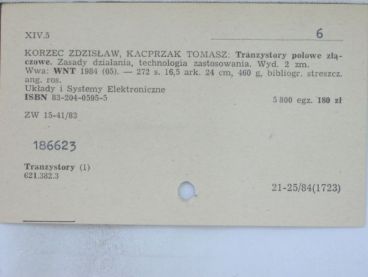 XIV.5
6
KORZEC ZDZISŁAW, KACPRZAK TOMASZ: Tranzystory polowe złą-
czowe. Zasady działania, technologia zastosowania. Wyd. 2 zm.
Wwa: WNT 1984 (05). — 272 s. 16,5 ark. 24 cm, 460 g, bibliogr. streszcz.
ang. ros.
Układy i Systemy Elektroniczne
ISBN 83-204-0595-5 5 800 egz. 180 zł
ZW 15-41/83
186623
Tranzystory (1)
621.382.3
21-25/84(1723)